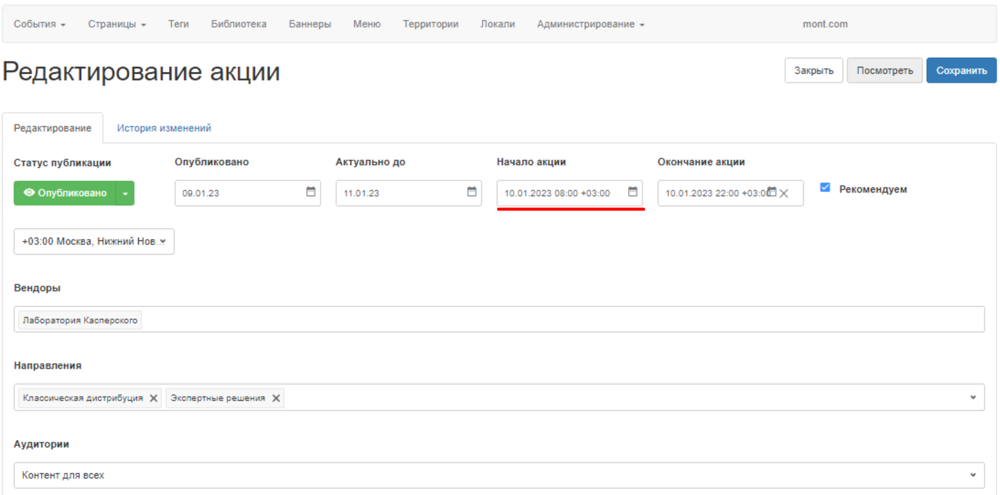 События Страницы Теги Библиотека Баннеры Меню Территории Локали Администрирование mont.com
Редактирование акции
Закрыть Посмотреть Сохранить
Редактирование История изменений
Статус публикации Опубликовано Актуально до Начало акции Окончание акции
Опубликовано 09.01.23 11.01.23 10.01.2023 08:00 +03:00 10.01.2023 22:00 +03:00 Рекомендуем
+03:00 Москва, Нижний Нов...
Вендоры
Лаборатория Касперского
Направления
Классическая дистрибуция Экспертные решения
Аудитории
Контент для всех